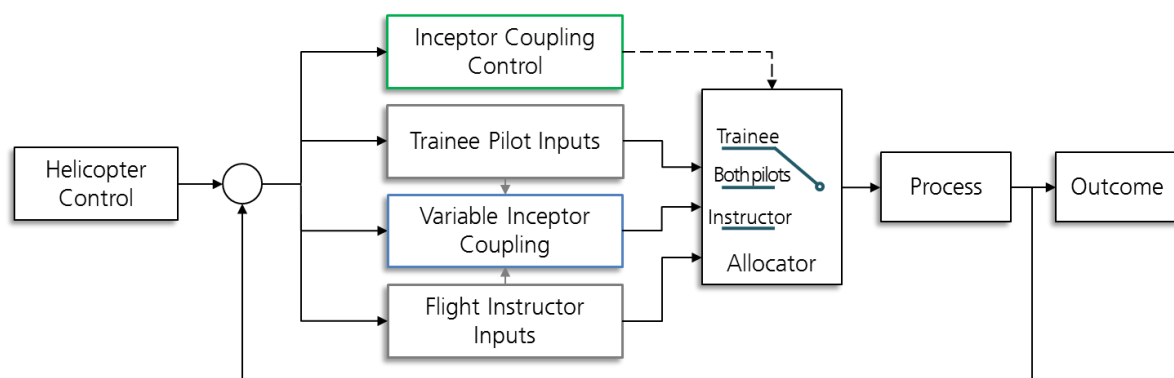 Inceptor Coupling
Control
Trainee Pilot Inputs
Helicopter
Control
Variable Inceptor
Coupling
Flight Instructor
Inputs
Trainee
Both pilots
Instructor
Allocator
Process
Outcome